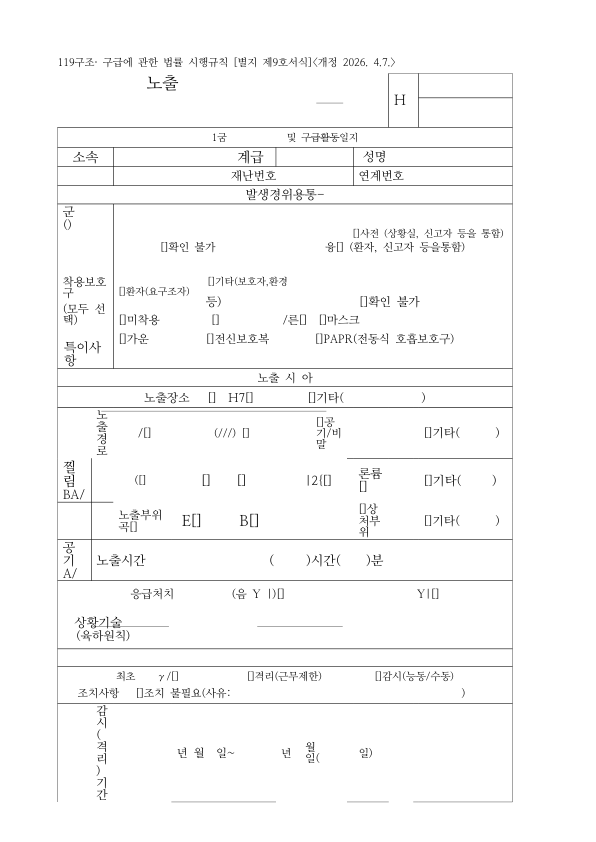 119구조· 구급에 관한 법률 시행규칙 [별지 제9호서식]<개정 2026. 4.7.>
노출
H
1굼 및 구급활동일지
소속 계급 성명
재난번호 연계번호
발생경위용통-
군
()
[]사전 (상황실, 신고자 등을 통함)
[]확인 불가 융[] (환자, 신고자 등을통함)
착용보호
구
(모두 선
택)
[]환자(요구조자)
[]기타(보호자,환경
등) []확인 불가
[]미착용 [] /른[] []마스크
[]가운 []전신보호복 []PAPR(전동식 호흡보호구)
특이사
항
노출 시 아
노출장소 [] H7[] []기타( )
노
출
경
로
/[] (///) []
[]공
기/비
말
[]기타( )
찔
림
BA/
([] [] [] |2{[]
론륨
[]
[]기타( )
노출부위
곡[]
E[] B[]
[]상
처부
위
[]기타( )
공
기
A/
노출시간 ( )시간( )분
응급처치 (음 Y |)[] Y|[]
상황기술
(육하원칙)
최초 γ/[] []격리(근무제한) []감시(능동/수동)
조치사항 []조치 불필요(사유: )
감
시
(
격
리
)
기
간
년 월 일~ 년 월
일( 일)